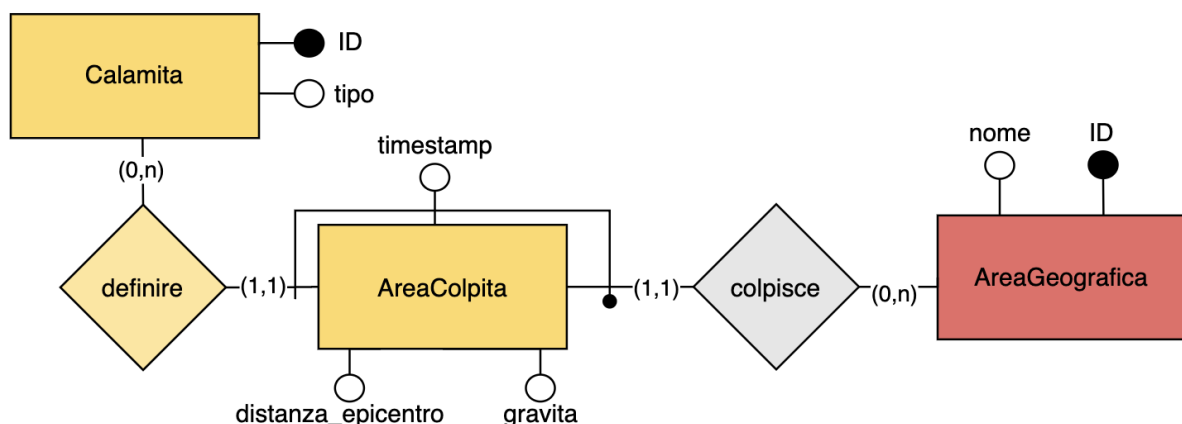 Calamita
ID
tipo
(0,n)
timestamp
nome
ID
definire
(1,1)
AreaColpita
(1,1)
colpisce
(0,n)
AreaGeografica
distanza_epicentro
gravita